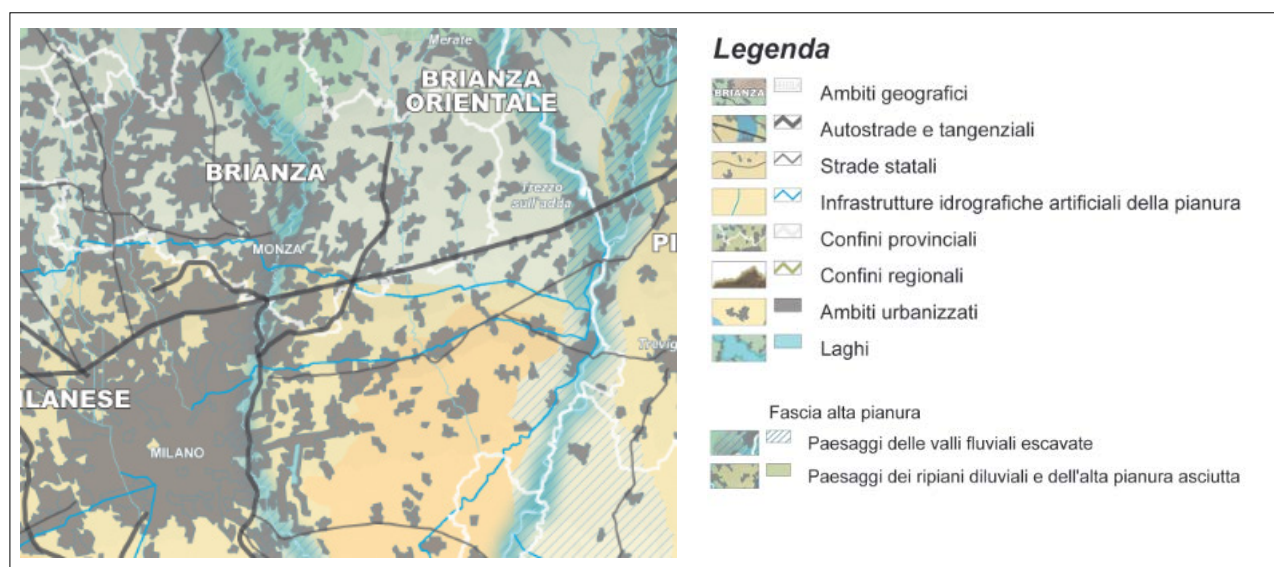 Merate
BRIANZA
ORIENTALE
BRIANZA
Trezzo
sull'adda
MONZA
PI
Trevig
ILANESE
MILANO
Legenda
BRIANZA
Ambiti geografici
Autostrade e tangenziali
Strade statali
Infrastrutture idrografiche artificiali della pianura
Confini provinciali
Confini regionali
Ambiti urbanizzati
Laghi
Fascia alta pianura
Paesaggi delle valli fluviali escavate
Paesaggi dei ripiani diluviali e dell'alta pianura asciutta